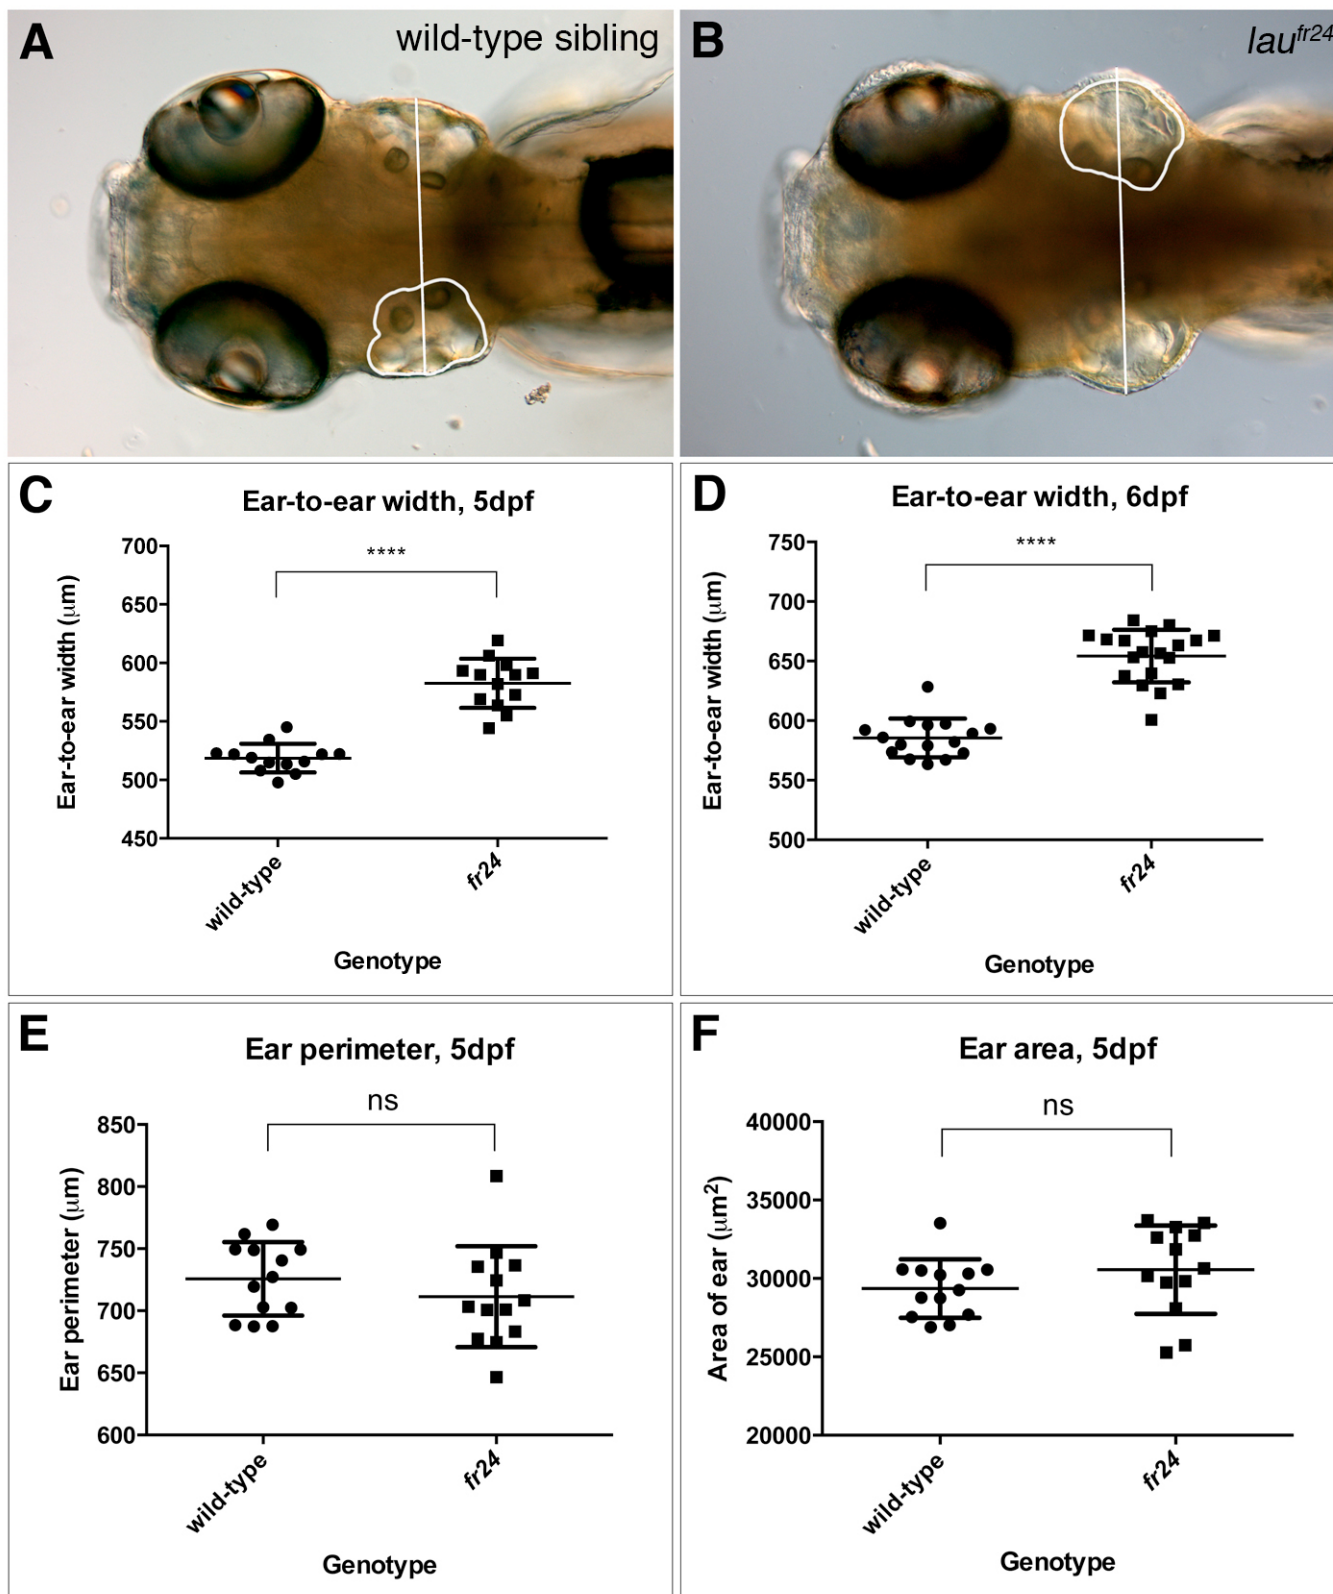 A wild-type sibling
B lau^fr24
C Ear-to-ear width, 5dpf
****
700
650
600
550
500
450
Ear-to-ear width (μm)
wild-type
fr24
Genotype
D Ear-to-ear width, 6dpf
****
750
700
650
600
550
500
Ear-to-ear width (μm)
wild-type
fr24
Genotype
E Ear perimeter, 5dpf
ns
850
800
750
700
650
600
Ear perimeter (μm)
wild-type
fr24
Genotype
F Ear area, 5dpf
ns
40000
35000
30000
25000
20000
Area of ear (μm²)
wild-type
fr24
Genotype